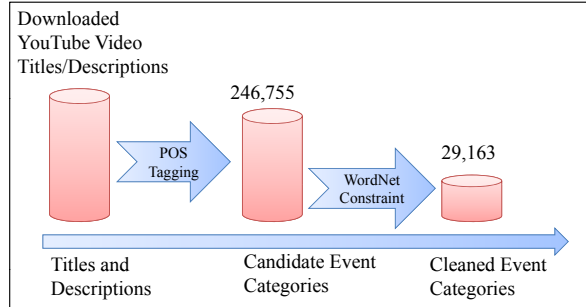 Downloaded
YouTube Video
Titles/Descriptions
246,755
29,163
POS
Tagging
WordNet
Constraint
Titles and
Descriptions
Candidate Event
Categories
Cleaned Event
Categories